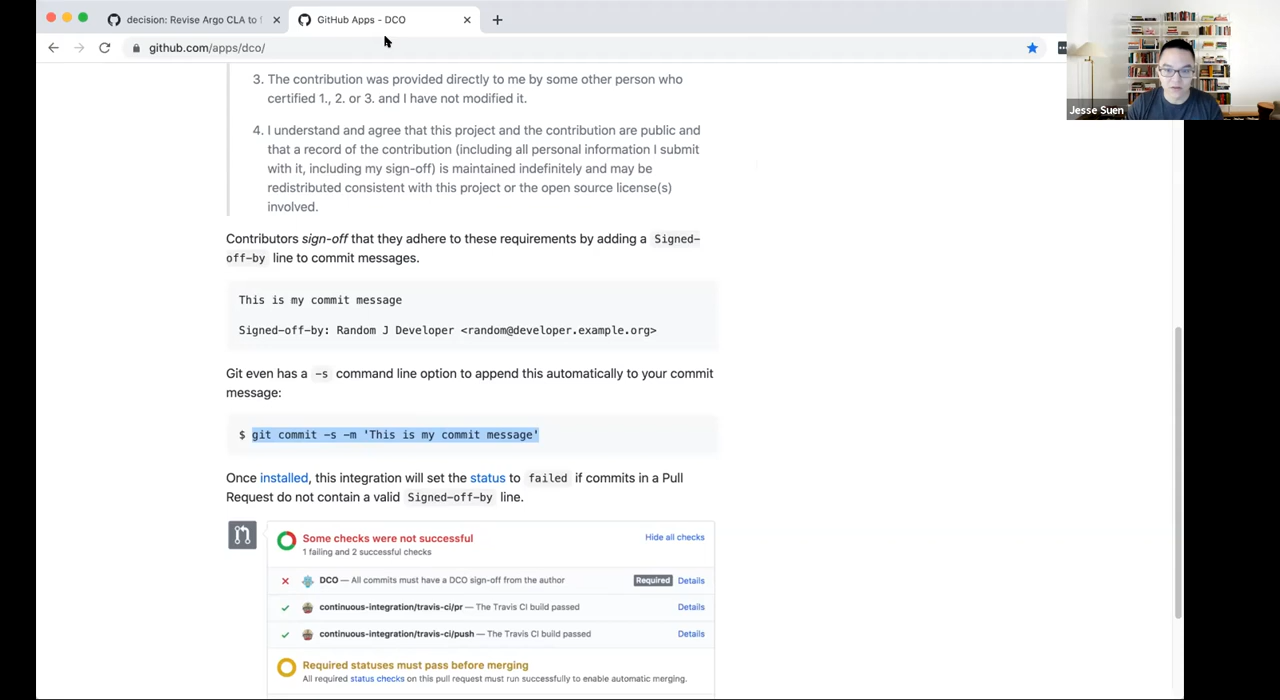 decision: Revise Argo CLA to
GitHub Apps - DCO
github.com/apps/dco/
Jesse Suen
3. The contribution was provided directly to me by some other person who
certified 1., 2. or 3. and I have not modified it.
4. I understand and agree that this project and the contribution are public and
that a record of the contribution (including all personal information I submit
with it, including my sign-off) is maintained indefinitely and may be
redistributed consistent with this project or the open source license(s)
involved.
Contributors sign-off that they adhere to these requirements by adding a Signed-
off-by line to commit messages.
This is my commit message
Signed-off-by: Random J Developer <random@developer.example.org>
Git even has a -s command line option to append this automatically to your commit
message:
$ git commit -s -m 'This is my commit message'
Once installed, this integration will set the status to failed if commits in a Pull
Request do not contain a valid Signed-off-by line.
Some checks were not successful
Hide all checks
1 failing and 2 successful checks
DCO — All commits must have a DCO sign-off from the author Required Details
continuous-integration/travis-ci/pr — The Travis CI build passed Details
continuous-integration/travis-ci/push — The Travis CI build passed Details
Required statuses must pass before merging
All required status checks on this pull request must run successfully to enable automatic merging.